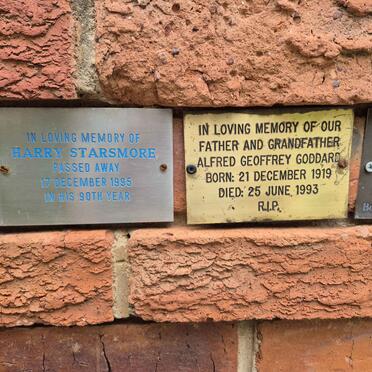 IN LOVING MEMORY OF
HARRY STARSMORE
PASSED AWAY
17 DECEMBER 1995
IN HIS 90TH YEAR
IN LOVING MEMORY OF OUR
FATHER AND GRANDFATHER
ALFRED GEOFFREY GODDARD
BORN: 21 DECEMBER 1919
DIED: 25 JUNE 1993
R.I.P.